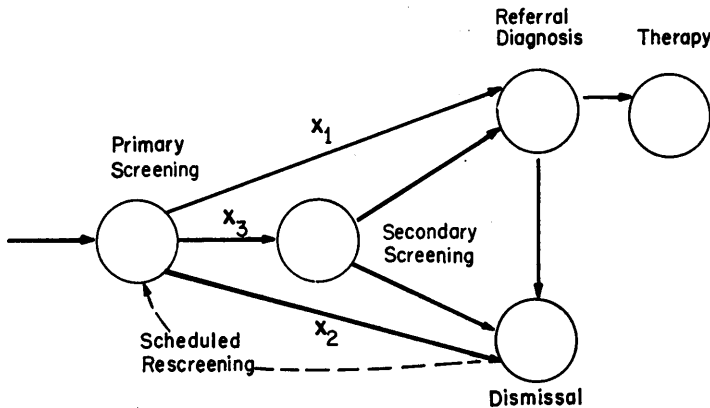 Referral
Diagnosis
Therapy
x1
Primary
Screening
x3
Secondary
Screening
x2
Scheduled
Rescreening
Dismissal